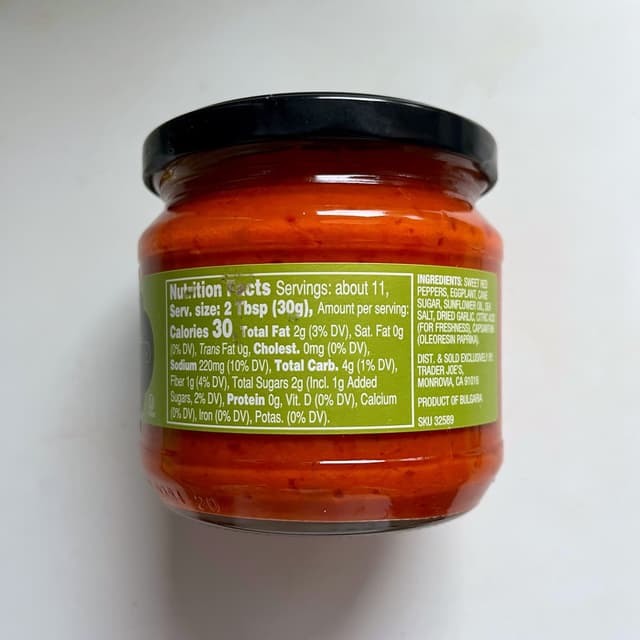 Nutrition Facts Servings: about 11,
Serv. size: 2 Tbsp (30g), Amount per serving:
Calories 30 Total Fat 2g (3% DV), Sat. Fat 0g
(0% DV), Trans Fat 0g, Cholest. 0mg (0% DV),
Sodium 220mg (10% DV), Total Carb. 4g (1% DV),
Fiber 1g (4% DV), Total Sugars 2g (Incl. 1g Added
Sugars, 2% DV), Protein 0g, Vit. D (0% DV), Calcium
(0% DV), Iron (0% DV), Potas. (0% DV).
INGREDIENTS: SWEET RED
PEPPERS, EGGPLANT, CANE
SUGAR, SUNFLOWER OIL, SEA
SALT, DRIED GARLIC, CITRIC ACID
(FOR FRESHNESS), CAPSANTHIN
(OLEORESIN PAPRIKA).
DIST. & SOLD EXCLUSIVELY BY:
TRADER JOE'S,
MONROVIA, CA 91016
PRODUCT OF BULGARIA
SKU 32589